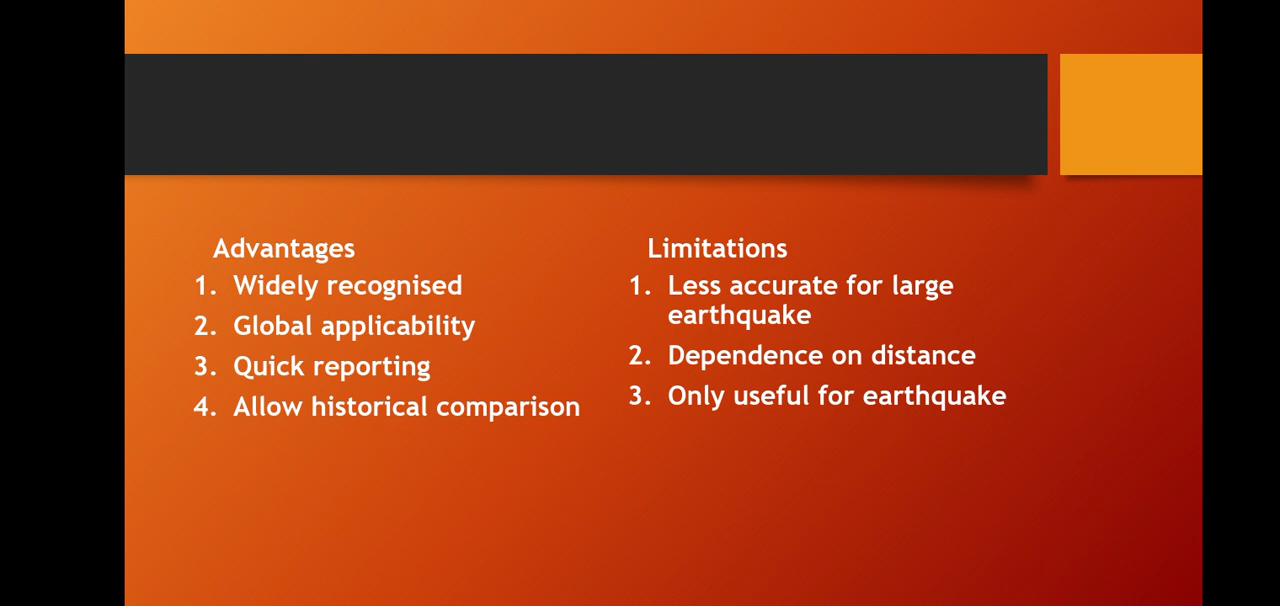 Advantages
1. Widely recognised
2. Global applicability
3. Quick reporting
4. Allow historical comparison
Limitations
1. Less accurate for large
earthquake
2. Dependence on distance
3. Only useful for earthquake